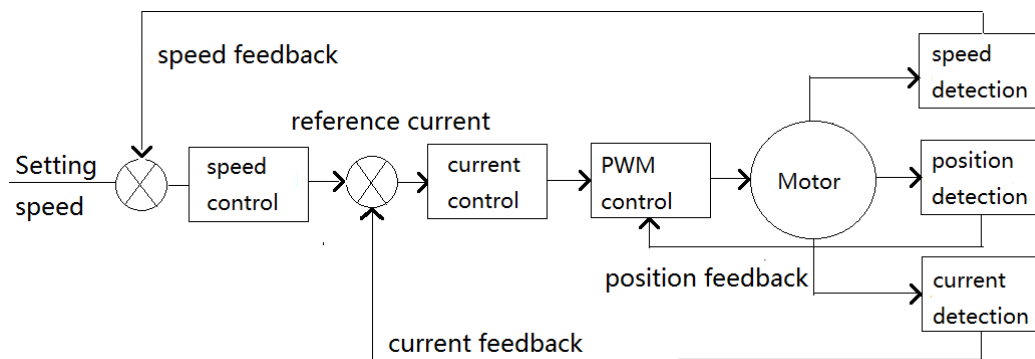 speed feedback
speed
detection
reference current
Setting
speed
speed
control
current
control
PWM
control
Motor
position
detection
position feedback
current
detection
current feedback